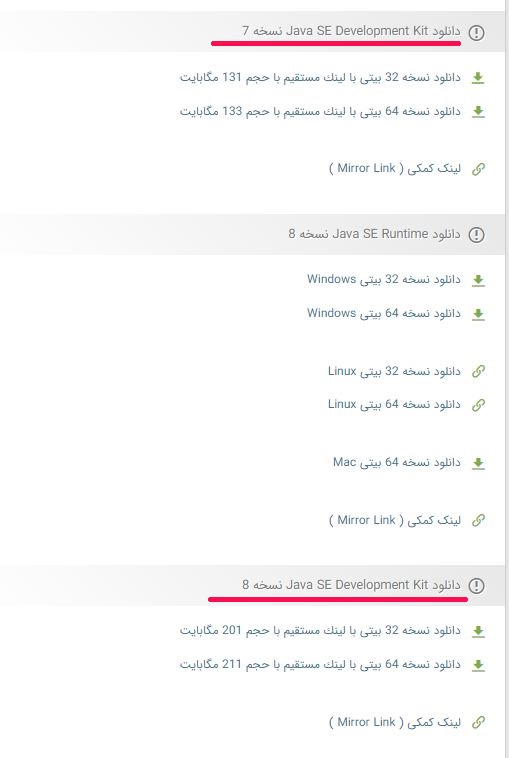 دانلود Java SE Development Kit نسخه 7
دانلود نسخه 32 بیتی با لینك مستقیم با حجم 131 مگابایت
دانلود نسخه 64 بیتی با لینك مستقیم با حجم 133 مگابایت
لینک کمکی ( Mirror Link )
دانلود Java SE Runtime نسخه 8
دانلود نسخه 32 بیتی Windows
دانلود نسخه 64 بیتی Windows
دانلود نسخه 32 بیتی Linux
دانلود نسخه 64 بیتی Linux
دانلود نسخه 64 بیتی Mac
لینک کمکی ( Mirror Link )
دانلود Java SE Development Kit نسخه 8
دانلود نسخه 32 بیتی با لینك مستقیم با حجم 201 مگابایت
دانلود نسخه 64 بیتی با لینك مستقیم با حجم 211 مگابایت
لینک کمکی ( Mirror Link )